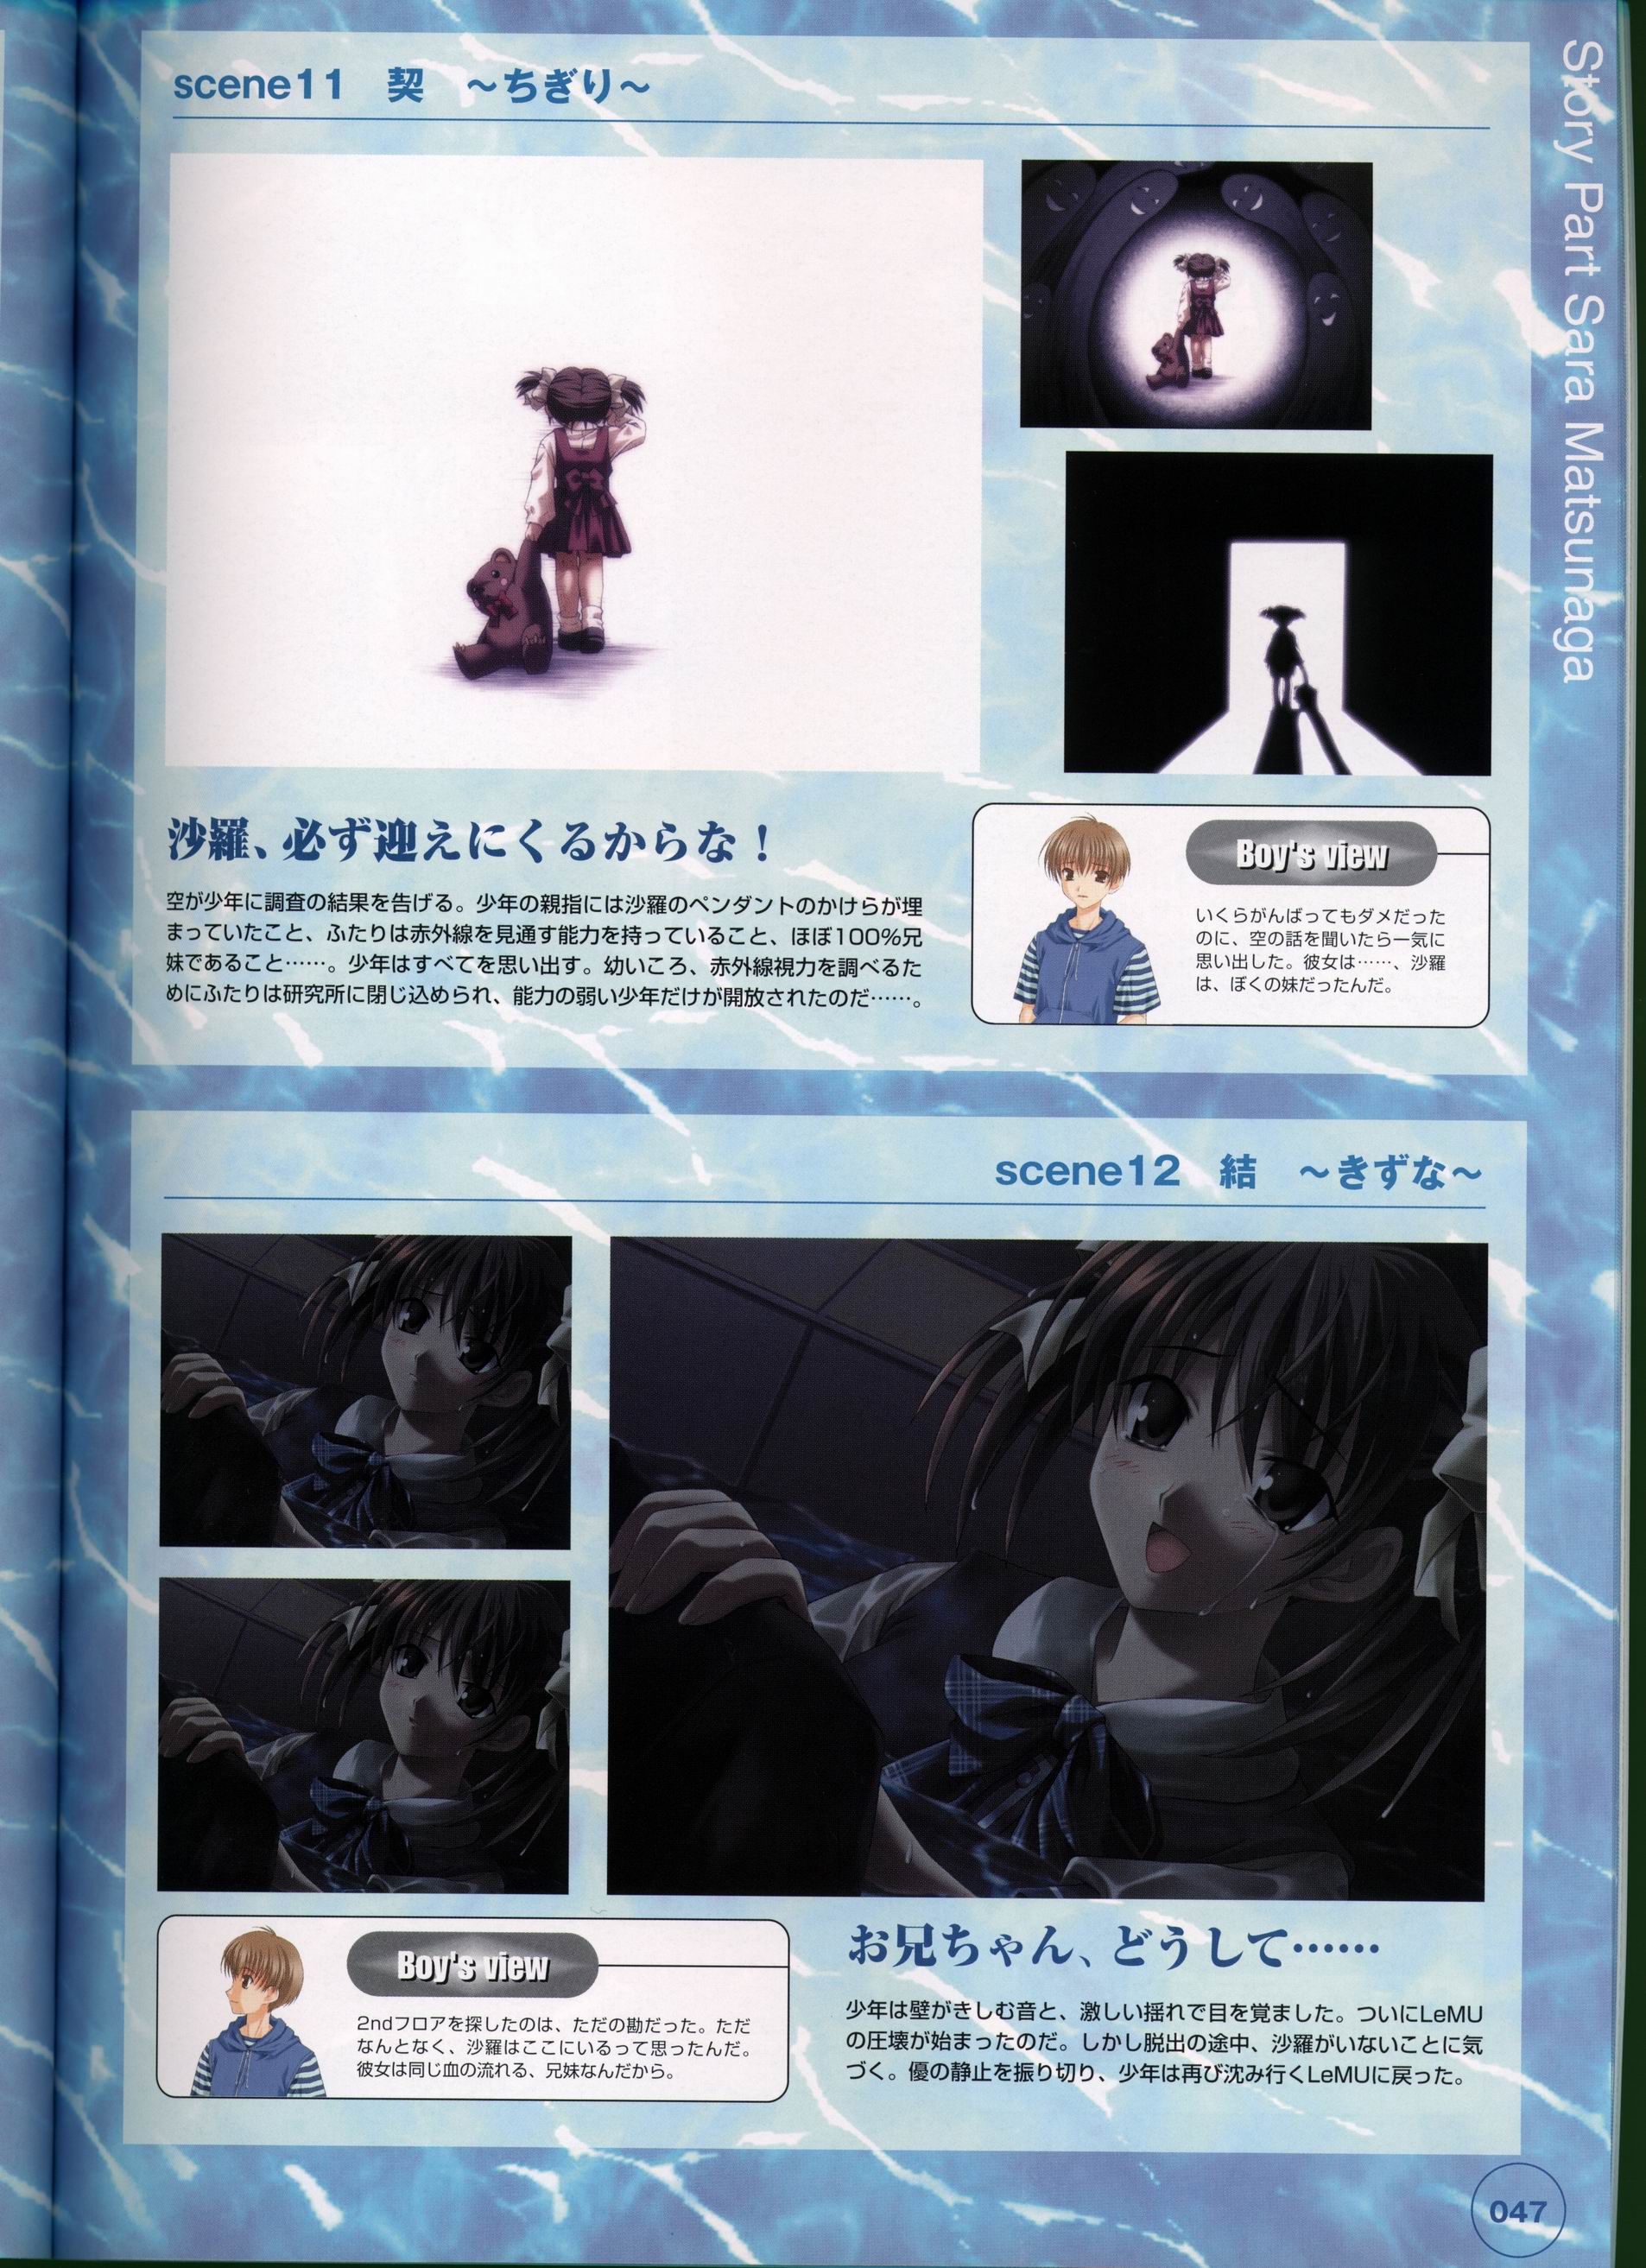 scene11 契 ～ちぎり～
Story Part Sara Matsunaga
沙羅、必ず迎えにくるからな！
空が少年に調査の結果を告げる。少年の親指には沙羅のペンダントのかけらが埋
まっていたこと、ふたりは赤外線を見通す能力を持っていること、ほぼ100%兄
妹であること……。少年はすべてを思い出す。幼いころ、赤外線視力を調べるた
めにふたりは研究所に閉じ込められ、能力の弱い少年だけが開放されたのだ……。
Boy's view
いくらがんばってもダメだった
のに、空の話を聞いたら一気に
思い出した。彼女は……、沙羅
は、ぼくの妹だったんだ。
scene12 結 ～きずな～
Boy's view
2ndフロアを探したのは、ただの勘だった。ただ
なんとなく、沙羅はここにいるって思ったんだ。
彼女は同じ血の流れる、兄妹なんだから。
お兄ちゃん、どうして……
少年は壁がきしむ音と、激しい揺れで目を覚ました。ついにLeMU
の圧壊が始まったのだ。しかし脱出の途中、沙羅がいないことに気
づく。優の静止を振り切り、少年は再び沈み行くLeMUに戻った。
047